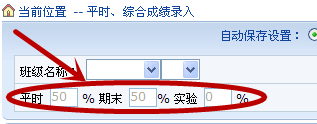 当前位置 -- 平时、综合成绩录入
自动保存设置：
班级名称：
平时 50 % 期末 50 % 实验 0 %